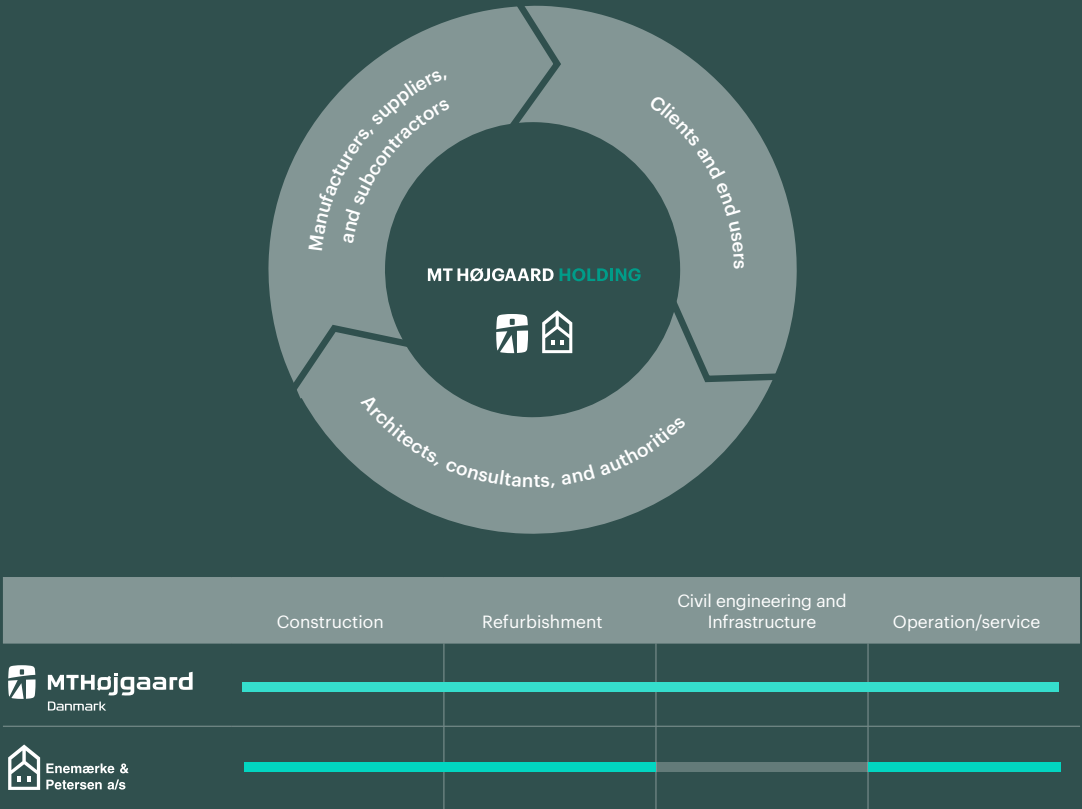 Manufacturers, suppliers,
and subcontractors
Clients and end users
MT HØJGAARD HOLDING
Architects, consultants, and authorities
Construction
Refurbishment
Civil engineering and
Infrastructure
Operation/service
MTHøjgaard
Danmark
Enemærke &
Petersen a/s